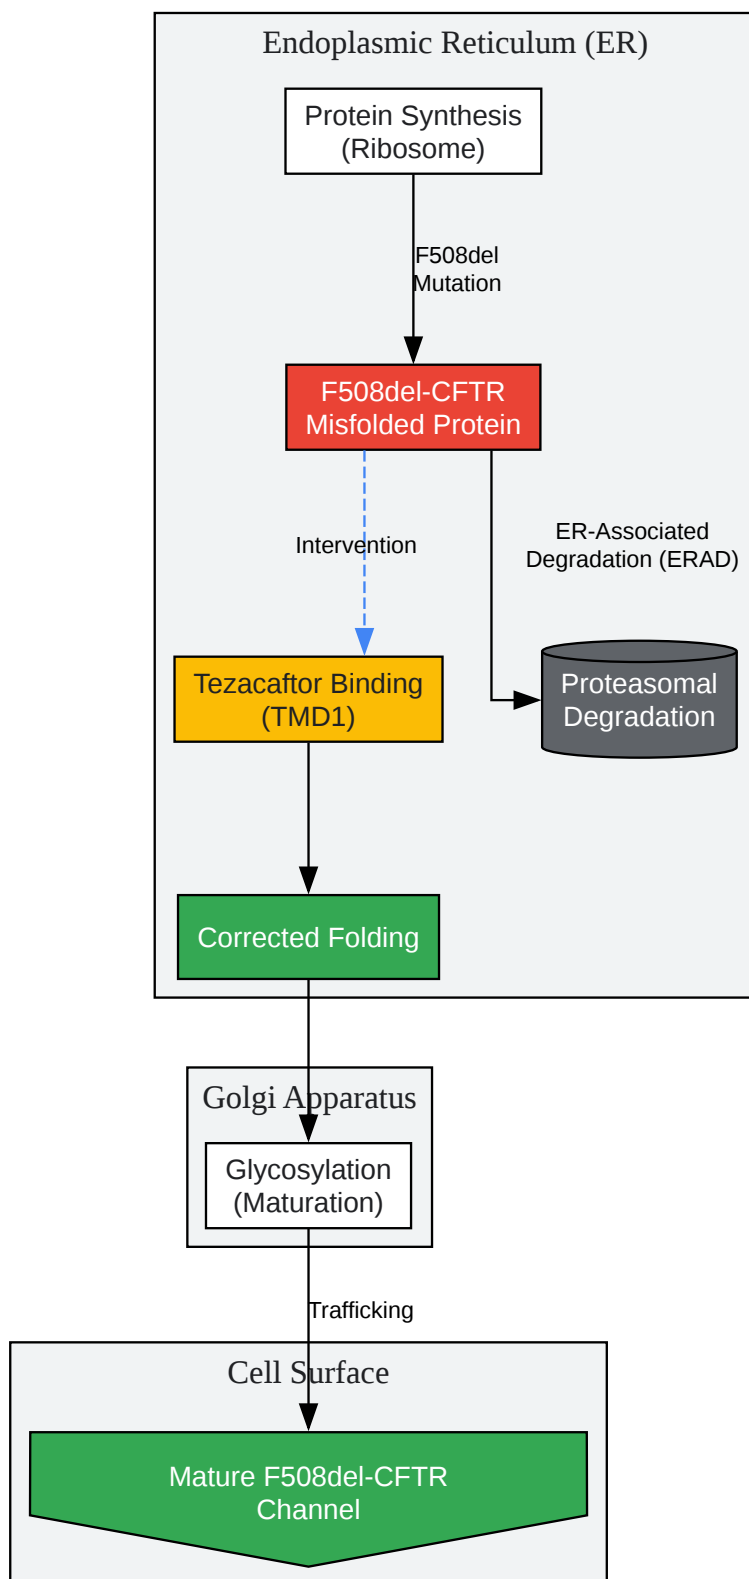 Endoplasmic Reticulum (ER)
Protein Synthesis
(Ribosome)
F508del
Mutation
F508del-CFTR
Misfolded Protein
Intervention
ER-Associated
Degradation (ERAD)
Tezacaftor Binding
(TMD1)
Proteasomal
Degradation
Corrected Folding
Golgi Apparatus
Glycosylation
(Maturation)
Trafficking
Cell Surface
Mature F508del-CFTR
Channel